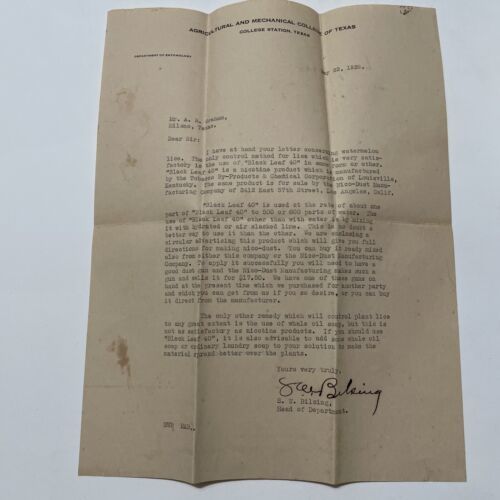 AGRICULTURAL AND MECHANICAL COLLEGE OF TEXAS
COLLEGE STATION, TEXAS
DEPARTMENT OF ENTOMOLOGY
22, 1925.
Mr. A. R.
Milano, Texas.
Dear Sir:
I have at hand your letter concerning watermelon
lice. The only control method for lice which is very satis-
factory is the use of "Black Leaf 40" in some form or other.
"Black Leaf 40" is a nicotine product which is manufactured
by the Tobacco By-Products & Chemical Corporation of Louisville,
Kentucky. The same product is for sale by the Nico-Dust Manu-
facturing Company of 2412 East 57th Street, Los Angeles, Calif.
"Black Leaf 40" is used at the rate of about one
part of "Black Leaf 40" to 500 or 600 parts of water. The
use of "Black Leaf 40" other than with water is by mixing
it with hydrated or air slacked lime. This is no doubt a
better way to use it than the other. We are enclosing a
circular advertising this product which will give you full
directions for making nico-dust. You can buy it ready mixed
also from either this company or the Nico-Dust Manufacturing
Company. To apply it successfully you will need to have a
good dust gun and the Nico-Dust Manufacturing makes such a
gun and sells it for $17.50. We have one of these guns on
hand at the present time which we purchased for another party
and which you can get from us if you so desire, or you can buy
it direct from the manufacturer.
The only other remedy which will control plant lice
to any great extent is the use of whale oil soap, but this is
not as satisfactory as nicotine products. If you should use
"Black Leaf 40", it is also advisable to add some whale oil
soap or ordinary laundry soap to your solution to make the
material spread better over the plants.
Yours very truly,
S W Bilsing
S. W. Bilsing,
Head of Department.